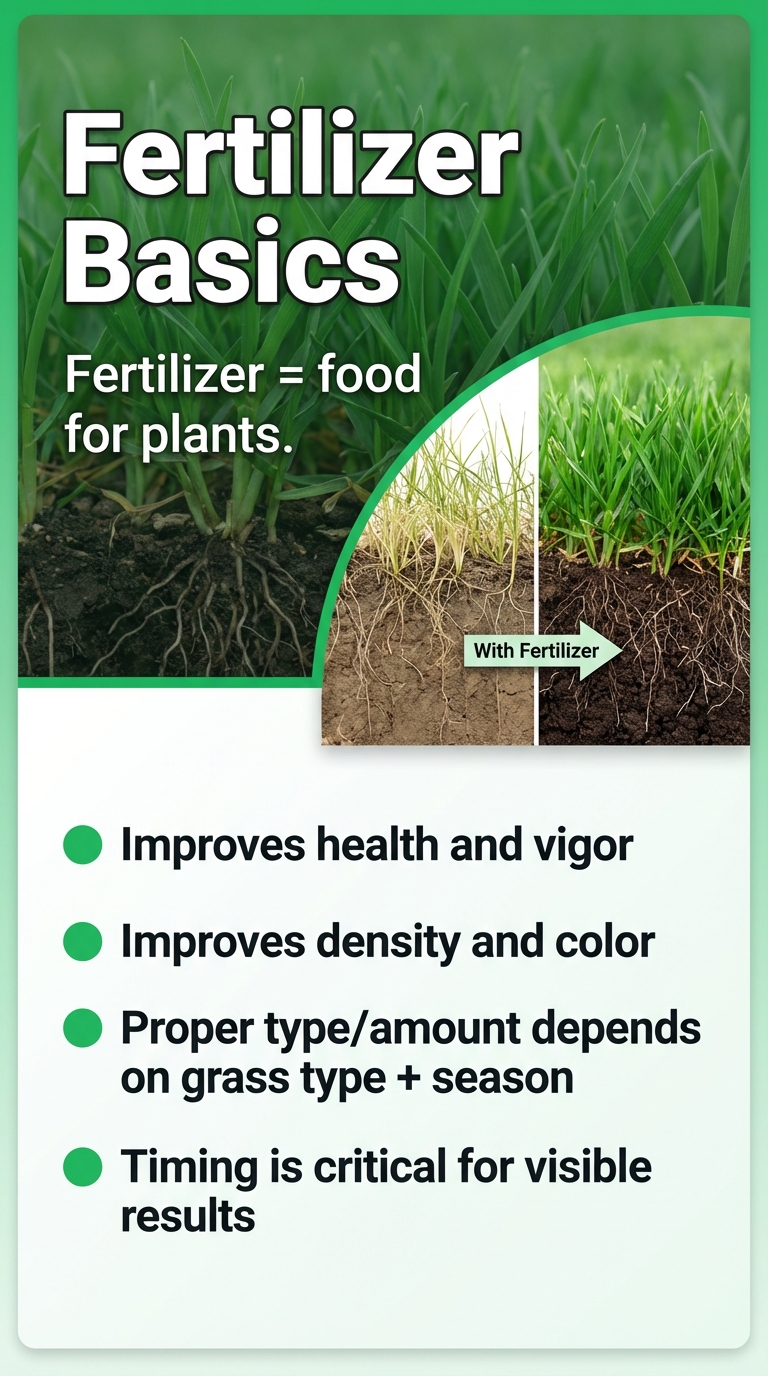 Fertilizer
Basics
Fertilizer = food
for plants.
With Fertilizer
Improves health and vigor
Improves density and color
Proper type/amount depends
on grass type + season
Timing is critical for visible
results